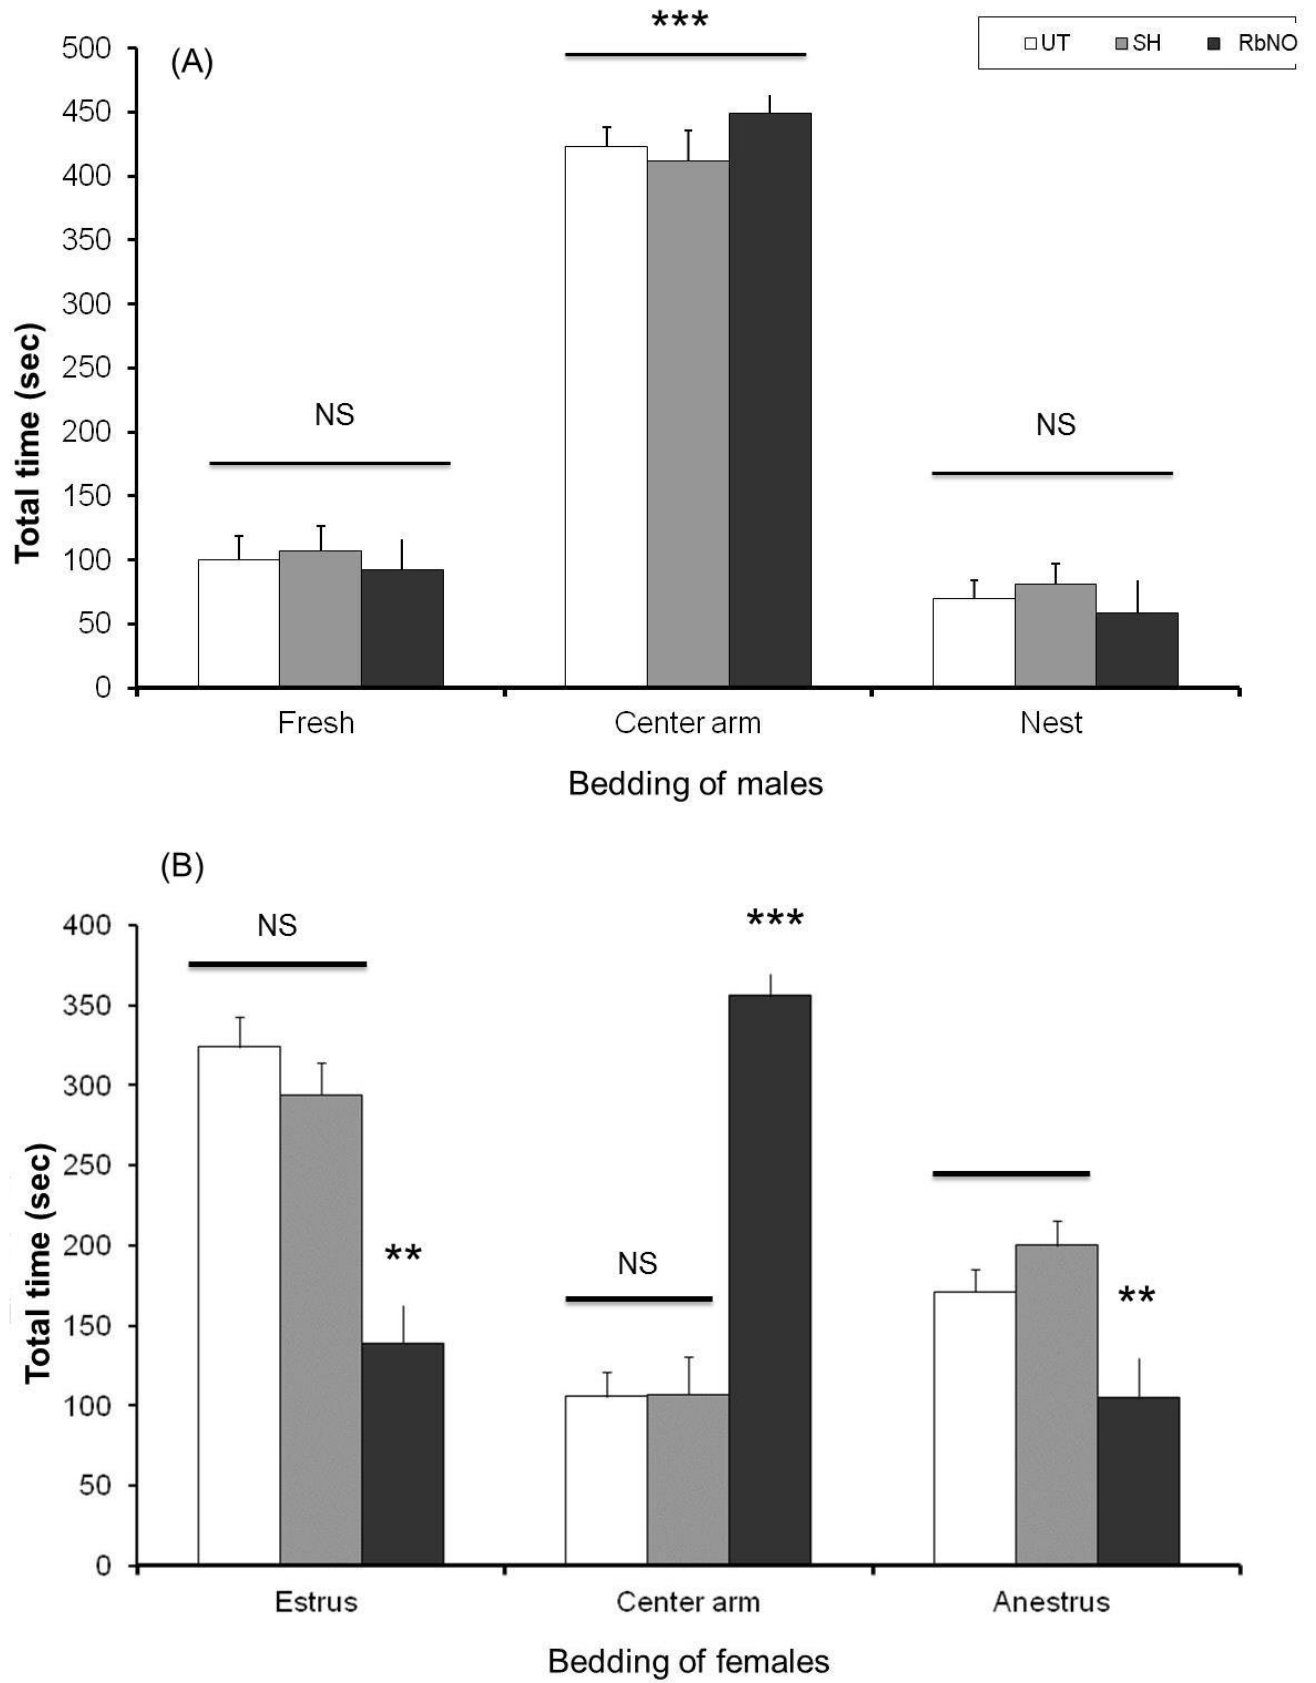 ***
UT SH RbNO
(A)
500
450
400
350
300
250
200
150
100
50
0
Total time (sec)
NS
NS
Fresh Center arm Nest
Bedding of males
(B)
400
350
300
250
200
150
100
50
0
Total time (sec)
NS
***
**
NS
**
Estrus Center arm Anestrus
Bedding of females